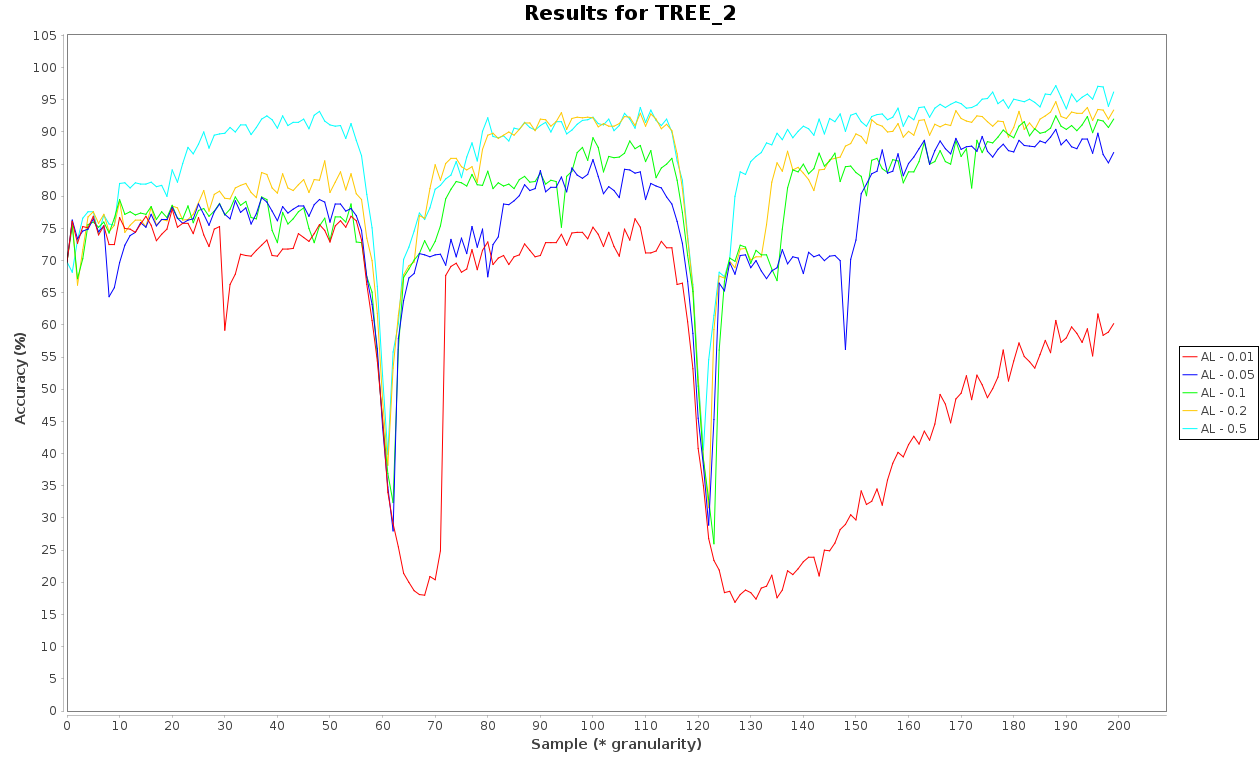 Results for TREE_2
105
100
95
90
85
80
75
70
65
60
55
50
45
40
35
30
25
20
15
10
5
0
Accuracy (%)
0 10 20 30 40 50 60 70 80 90 100 110 120 130 140 150 160 170 180 190 200
Sample (* granularity)
AL - 0.01
AL - 0.05
AL - 0.1
AL - 0.2
AL - 0.5